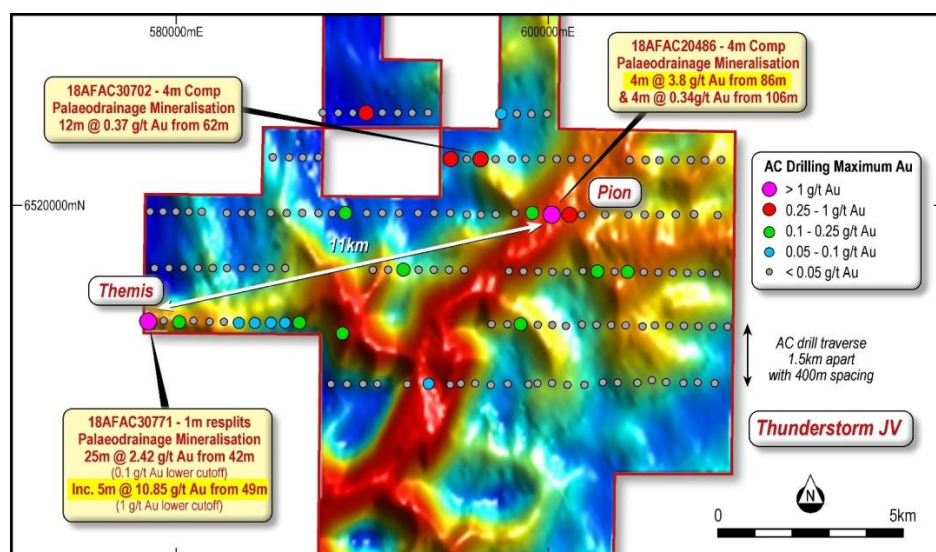 580000mE
600000mE
18AFAC20486 - 4m Comp
Palaeodrainage Mineralisation
4m @ 3.8 g/t Au from 86m
& 4m @ 0.34g/t Au from 106m
18AFAC30702 - 4m Comp
Palaeodrainage Mineralisation
12m @ 0.37 g/t Au from 62m
AC Drilling Maximum Au
> 1 g/t Au
0.25 - 1 g/t Au
0.1 - 0.25 g/t Au
0.05 - 0.1 g/t Au
< 0.05 g/t Au
6520000mN
Pion
11km
Themis
AC drill traverse
1.5km apart
with 400m spacing
18AFAC30771 - 1m resplits
Palaeodrainage Mineralisation
25m @ 2.42 g/t Au from 42m
(0.1 g/t Au lower cutoff)
Inc. 5m @ 10.85 g/t Au from 49m
(1 g/t Au lower cutoff)
Thunderstorm JV
N
0
5km